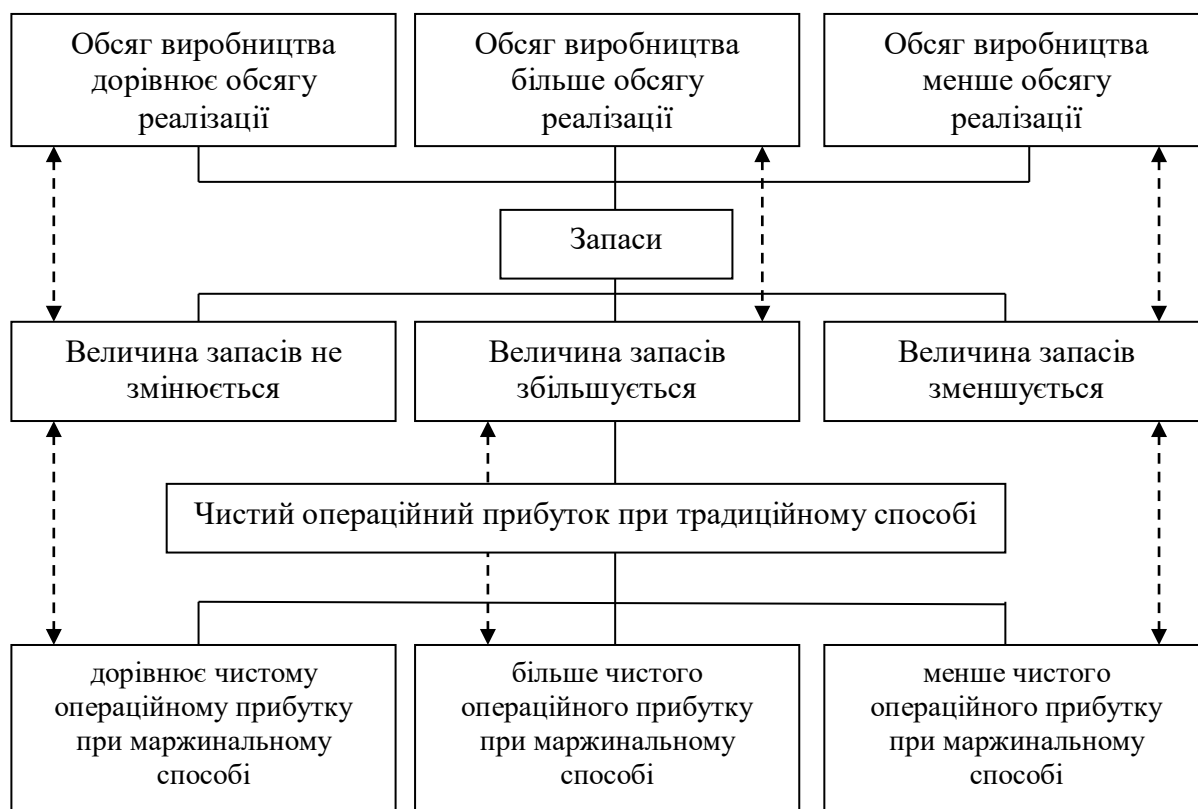 Обсяг виробництва
дорівнює обсягу
реалізації
Обсяг виробництва
більше обсягу
реалізації
Обсяг виробництва
менше обсягу
реалізації
Запаси
Величина запасів не
змінюється
Величина запасів
збільшується
Величина запасів
зменшується
Чистий операційний прибуток при традиційному способі
дорівнює чистому
операційному прибутку
при маржинальному
способі
більше чистого
операційного прибутку
при маржинальному
способі
менше чистого
операційного прибутку
при маржинальному
способі